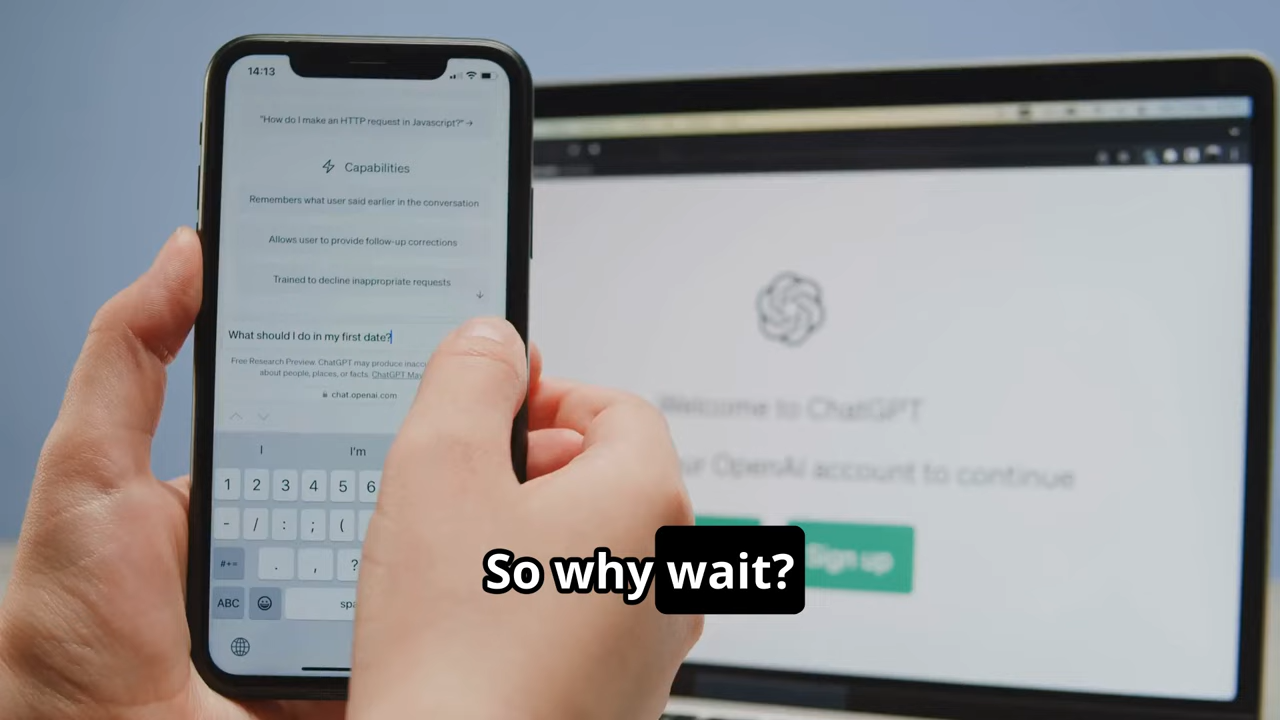 14:13
"How do I make an HTTP request in Javascript?" →
Capabilities
Remembers what user said earlier in the conversation
Allows user to provide follow-up corrections
Trained to decline inappropriate requests
What should I do in my first date?
Free Research Preview. ChatGPT may produce
about people, places, or facts. ChatGPT
chat.openai.com
I I'm
1 2 3 4 5 6
- / : ; (
#+= . , ?
ABC
Welcome to ChatGPT
OpenAI account to continue
Sign up
So why wait?